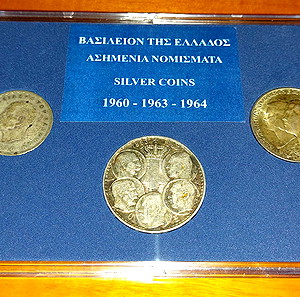 ΒΑΣΙΛΕΙΟΝ ΤΗΣ ΕΛΛΑΔΟΣ
ΑΣΗΜΕΝΙΑ ΝΟΜΙΣΜΑΤΑ
SILVER COINS
1960 - 1963 - 1964